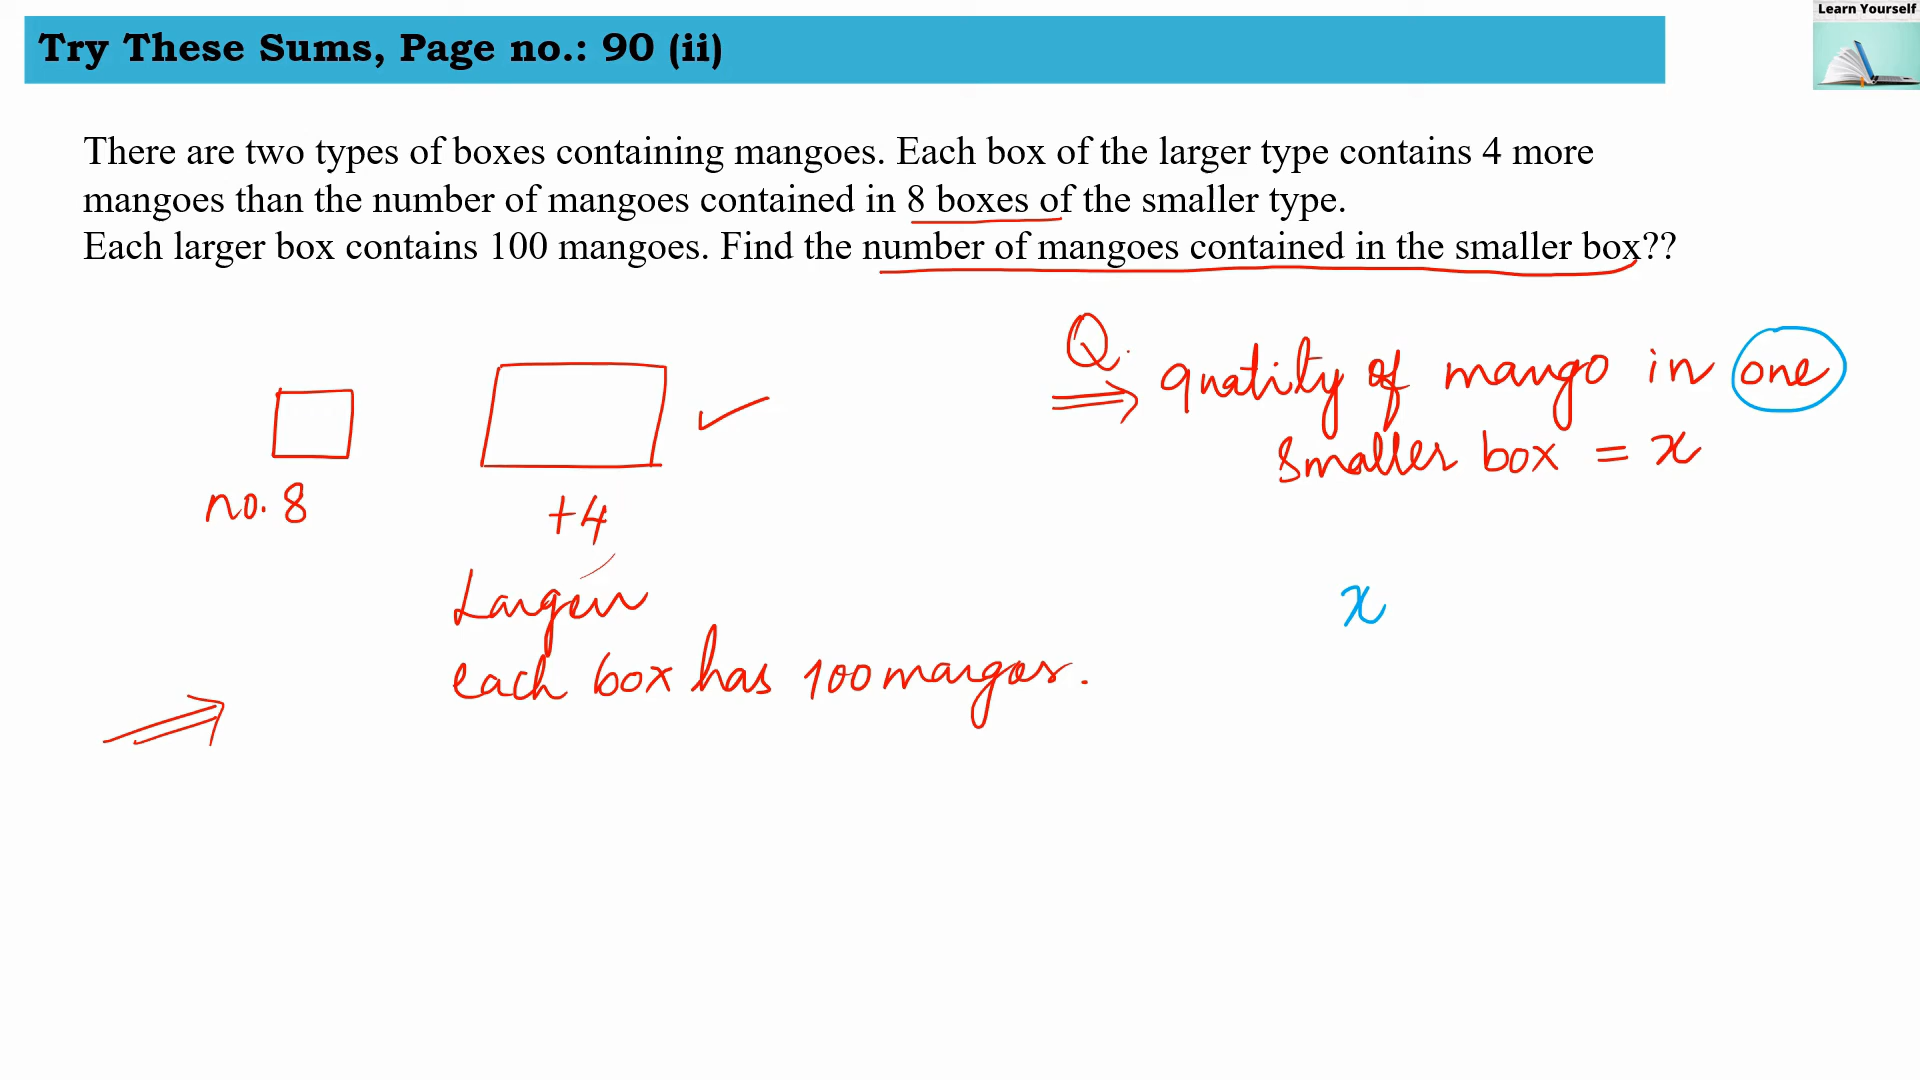 Learn Yourself
Try These Sums, Page no.: 90 (ii)
There are two types of boxes containing mangoes. Each box of the larger type contains 4 more
mangoes than the number of mangoes contained in 8 boxes of the smaller type.
Each larger box contains 100 mangoes. Find the number of mangoes contained in the smaller box??
Q.
⇒ quatity of mango in one
smaller box = x
no. 8
+4
Larger
each box has 100 mangoes.
x
⇒